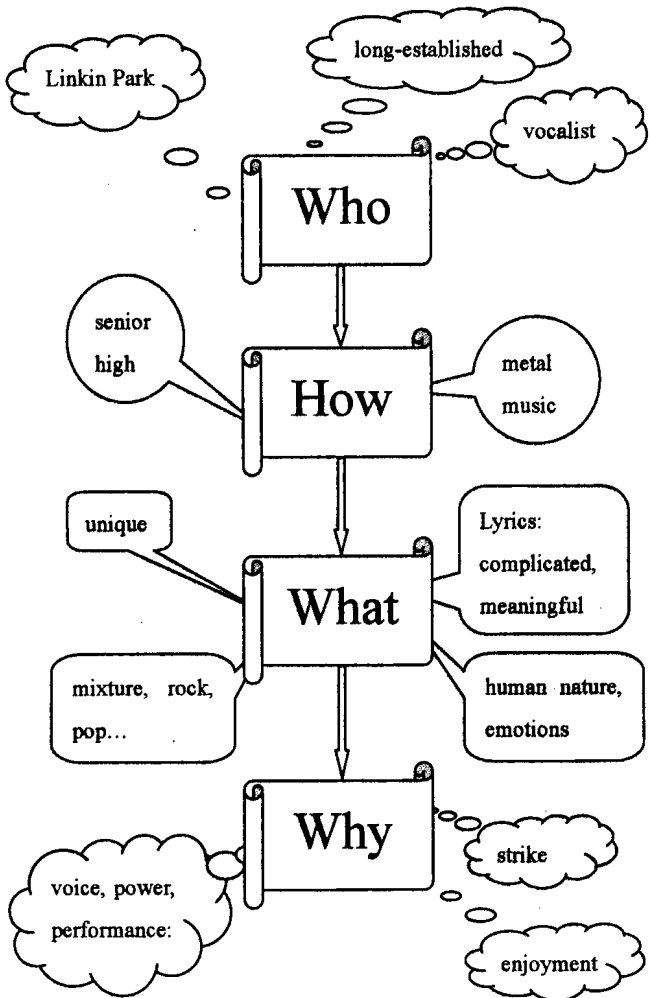 Linkin Park
long-established
vocalist
Who
senior
high
How
metal
music
unique
Lyrics:
complicated,
meaningful
What
mixture, rock,
pop...
human nature,
emotions
Why
strike
voice, power,
performance:
enjoyment